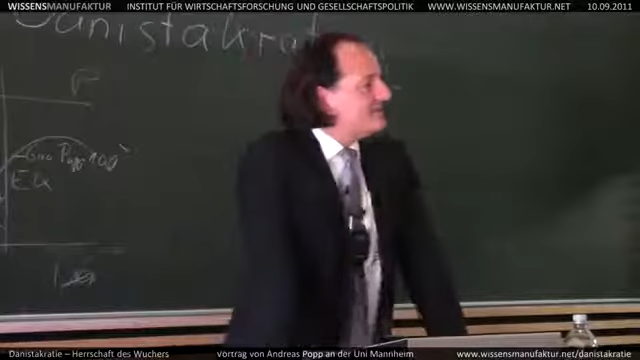 WISSENSMANUFAKTUR INSTITUT FÜR WIRTSCHAFTSFORSCHUNG UND GESELLSCHAFTSPOLITIK WWW.WISSENSMANUFAKTUR.NET 10.09.2011
Danistakrat
Danistakratie – Herrschaft des Wuchers vortrag von Andreas Popp an der Uni Mannheim www.wissensmanufaktur.net/danistakratie